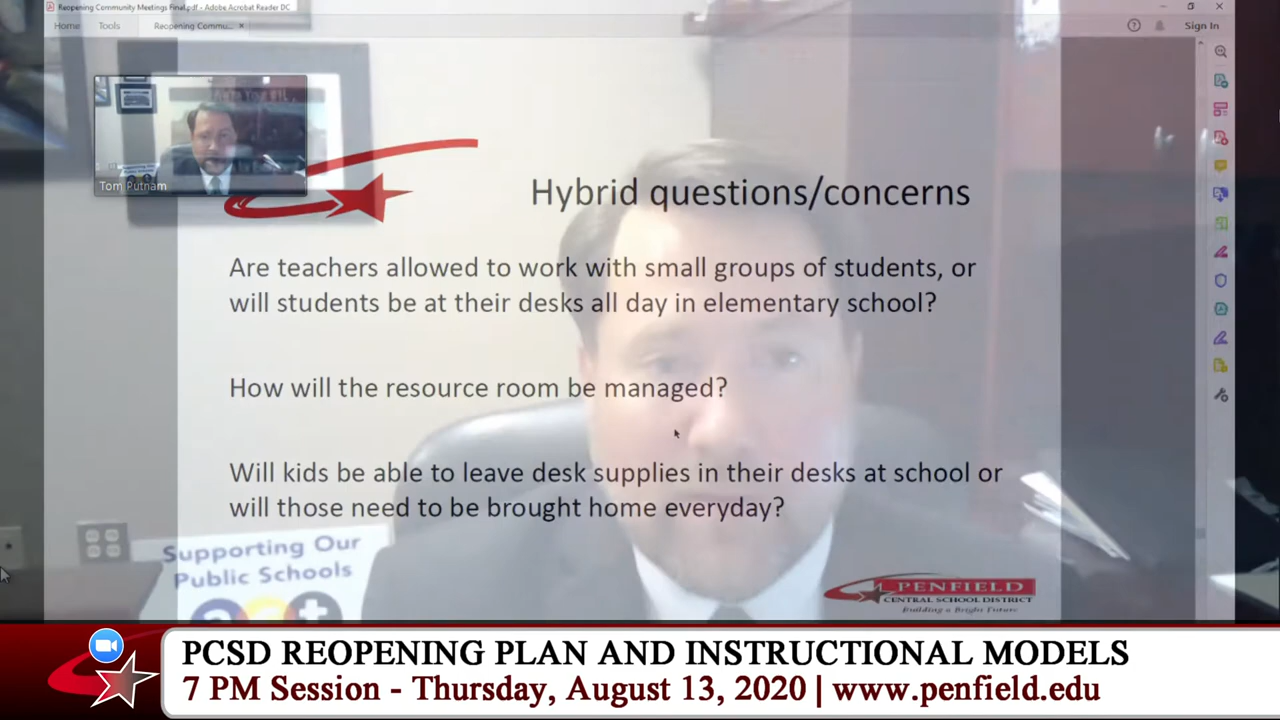 Reopening Community Meetings Final.pdf - Adobe Acrobat Reader DC
Home Tools Reopening Commu... ×
Sign In
Tom Putnam
Hybrid questions/concerns
Are teachers allowed to work with small groups of students, or
will students be at their desks all day in elementary school?
How will the resource room be managed?
Will kids be able to leave desk supplies in their desks at school or
will those need to be brought home everyday?
Supporting Our
Public Schools
PENFIELD
CENTRAL SCHOOL DISTRICT
Building a Bright Future
PCSD REOPENING PLAN AND INSTRUCTIONAL MODELS
7 PM Session - Thursday, August 13, 2020 | www.penfield.edu